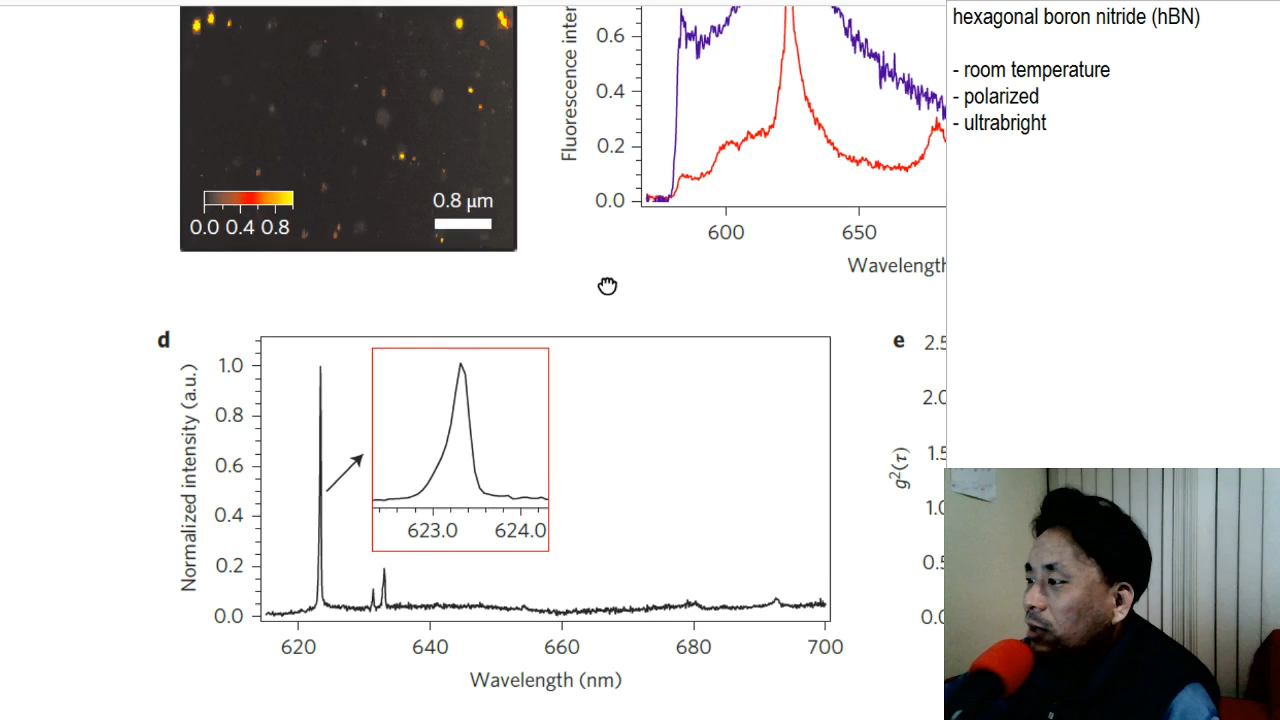 hexagonal boron nitride (hBN)
- room temperature
- polarized
- ultrabright
0.0 0.4 0.8
0.8 µm
Fluorescence inter
0.6
0.4
0.2
0.0
600 650
Wavelength
d
Normalized intensity (a.u.)
1.0
0.8
0.6
0.4
0.2
0.0
623.0 624.0
620 640 660 680 700
Wavelength (nm)
e
2.5
2.0
1.5
1.0
0.5
0.0
g²(τ)